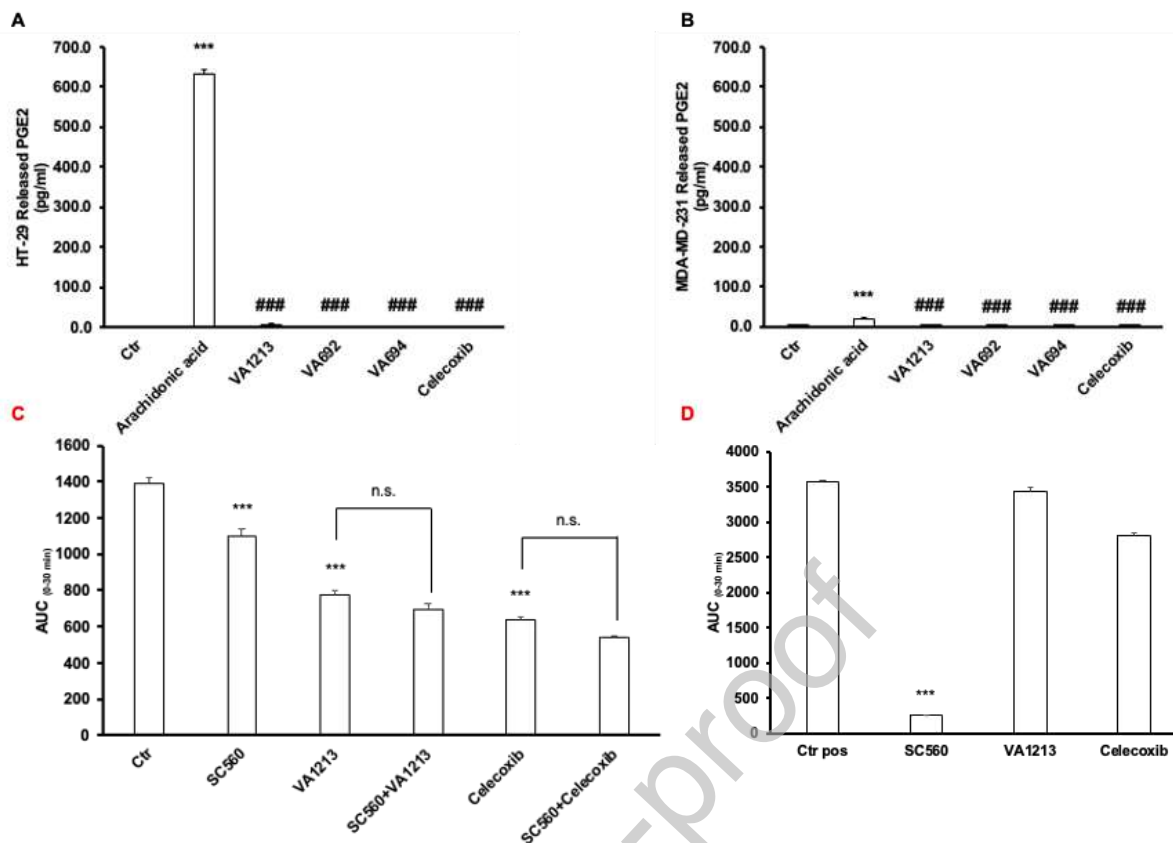 A
HT-29 Released PGE2
(pg/ml)
700.0
600.0
500.0
400.0
300.0
200.0
100.0
0.0
***
###
###
###
###
Ctr
Arachidonic acid
VA1213
VA692
VA694
Celecoxib
B
MDA-MD-231 Released PGE2
(pg/ml)
700.0
600.0
500.0
400.0
300.0
200.0
100.0
0.0
***
###
###
###
###
Ctr
Arachidonic acid
VA1213
VA692
VA694
Celecoxib
C
AUC (0-30 min)
1600
1400
1200
1000
800
600
400
200
0
***
***
n.s.
***
n.s.
Ctr
SC560
VA1213
SC560+VA1213
Celecoxib
SC560+Celecoxib
D
AUC (0-30 min)
4000
3500
3000
2500
2000
1500
1000
500
0
***
Ctr pos
SC560
VA1213
Celecoxib
-proof